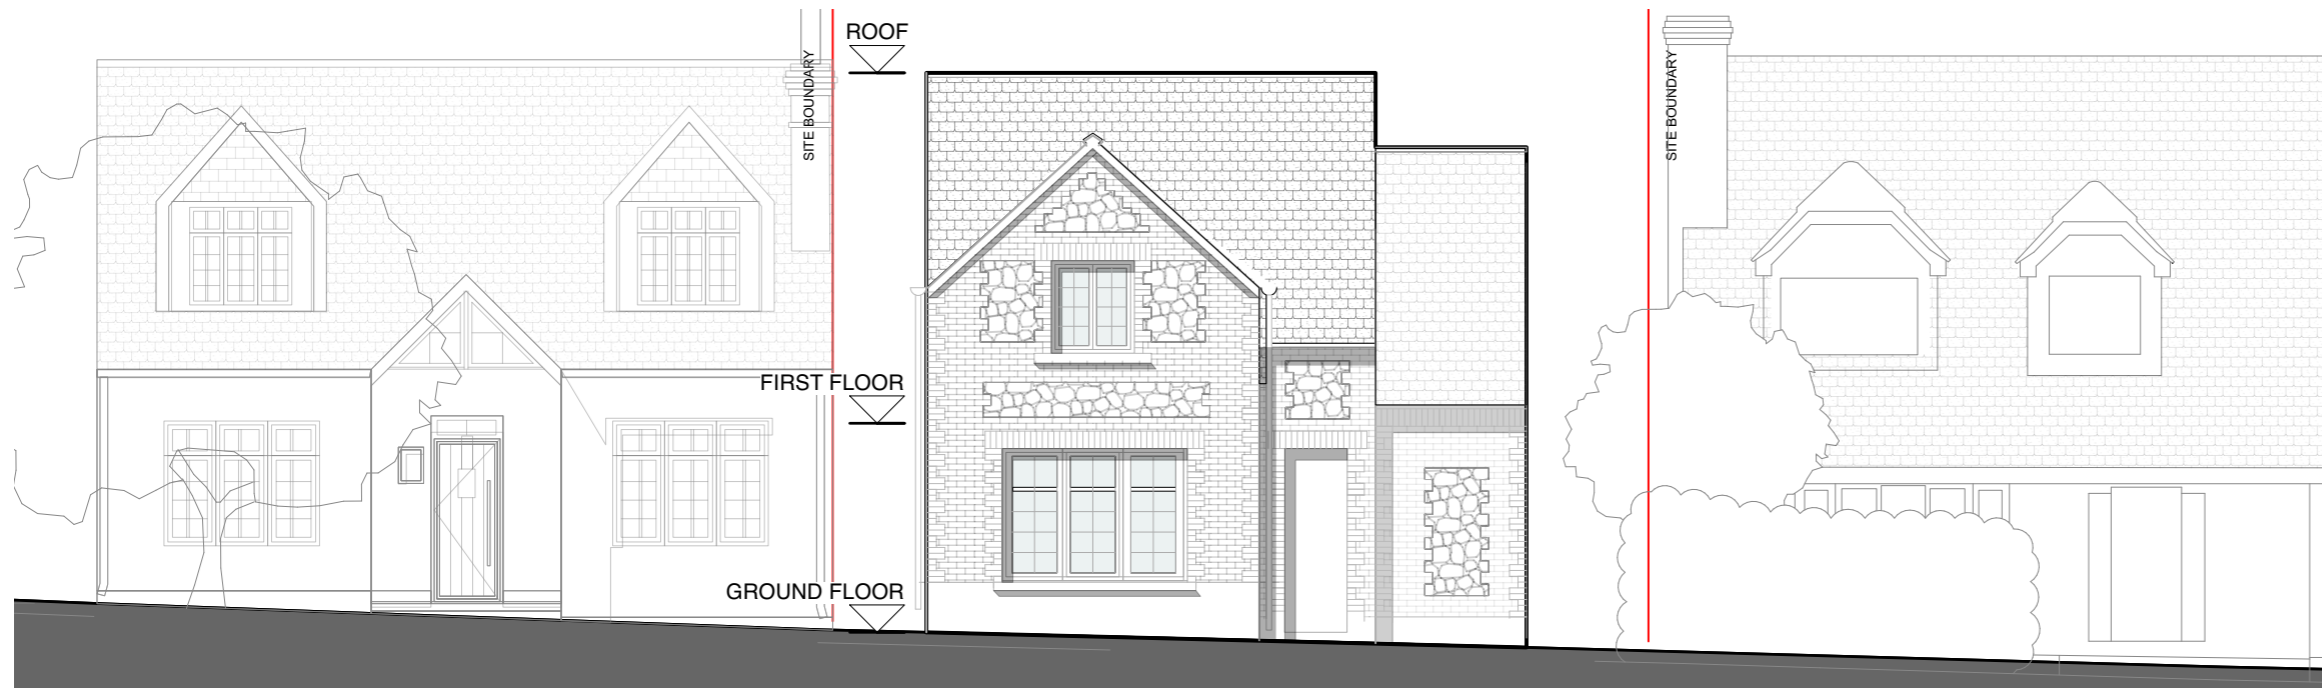 ROOF
SITE BOUNDARY
SITE BOUNDARY
FIRST FLOOR
GROUND FLOOR